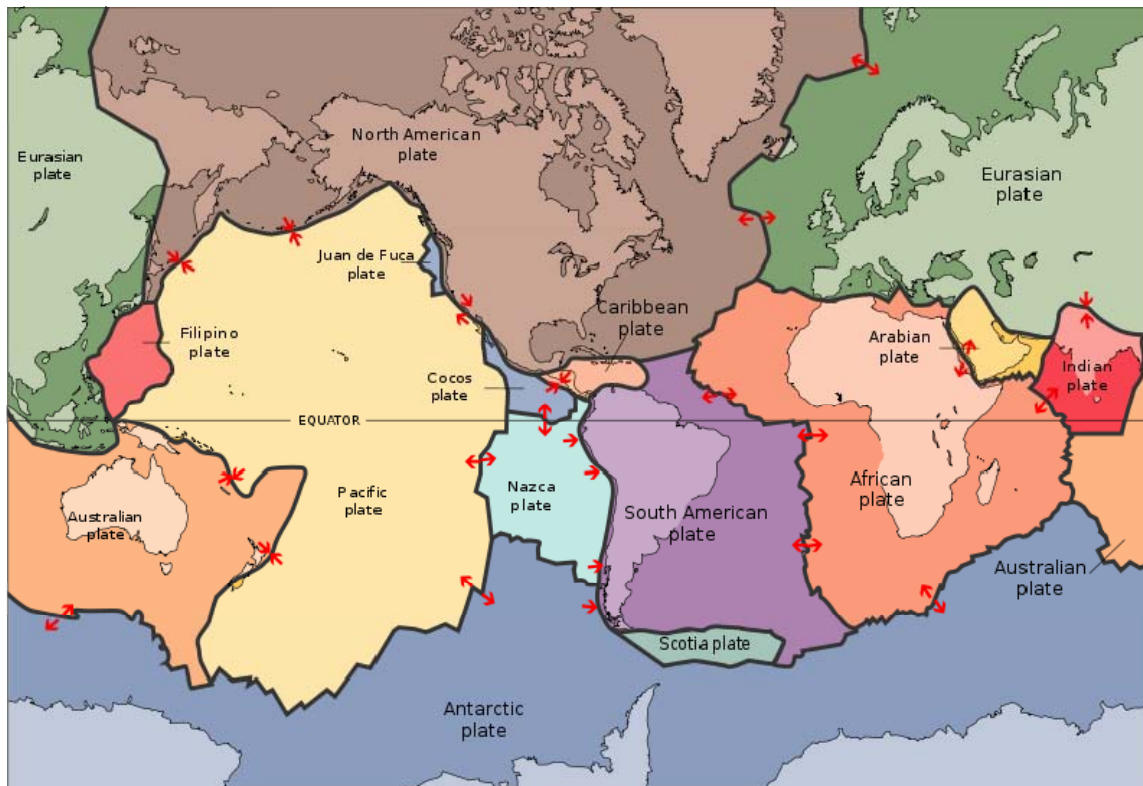 North American
plate
Eurasian
plate
Eurasian
plate
Juan de Fuca
plate
Caribbean
plate
Filipino
plate
Arabian
plate
Indian
plate
Cocos
plate
EQUATOR
African
plate
Nazca
plate
Pacific
plate
South American
plate
Australian
plate
Australian
plate
Scotia plate
Antarctic
plate